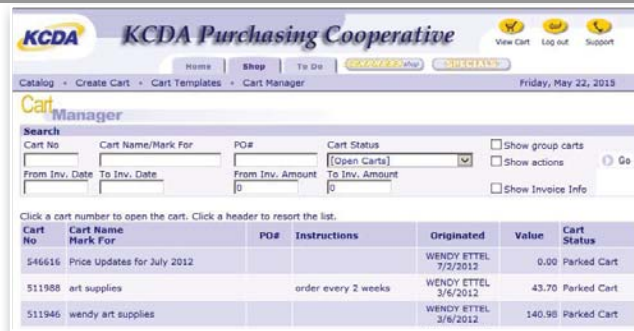 KCDA
KCDA Purchasing Cooperative
View Cart Log out Support
Home Shop To Do
Catalog • Create Cart • Cart Templates • Cart Manager Friday, May 22, 2015
Cart Manager
Search
Cart No Cart Name/Mark For PO# Cart Status
[Open Carts]
Show group carts
Show actions
Go
From Inv. Date To Inv. Date From Inv. Amount To Inv. Amount
0 0
Show Invoice Info
Click a cart number to open the cart. Click a header to resort the list.
Cart No Cart Name Mark For PO# Instructions Originated Value Cart Status
546616 Price Updates for July 2012 WENDY ETTEL 7/2/2012 0.00 Parked Cart
511988 art supplies order every 2 weeks WENDY ETTEL 3/6/2012 43.70 Parked Cart
511946 wendy art supplies WENDY ETTEL 3/6/2012 140.98 Parked Cart